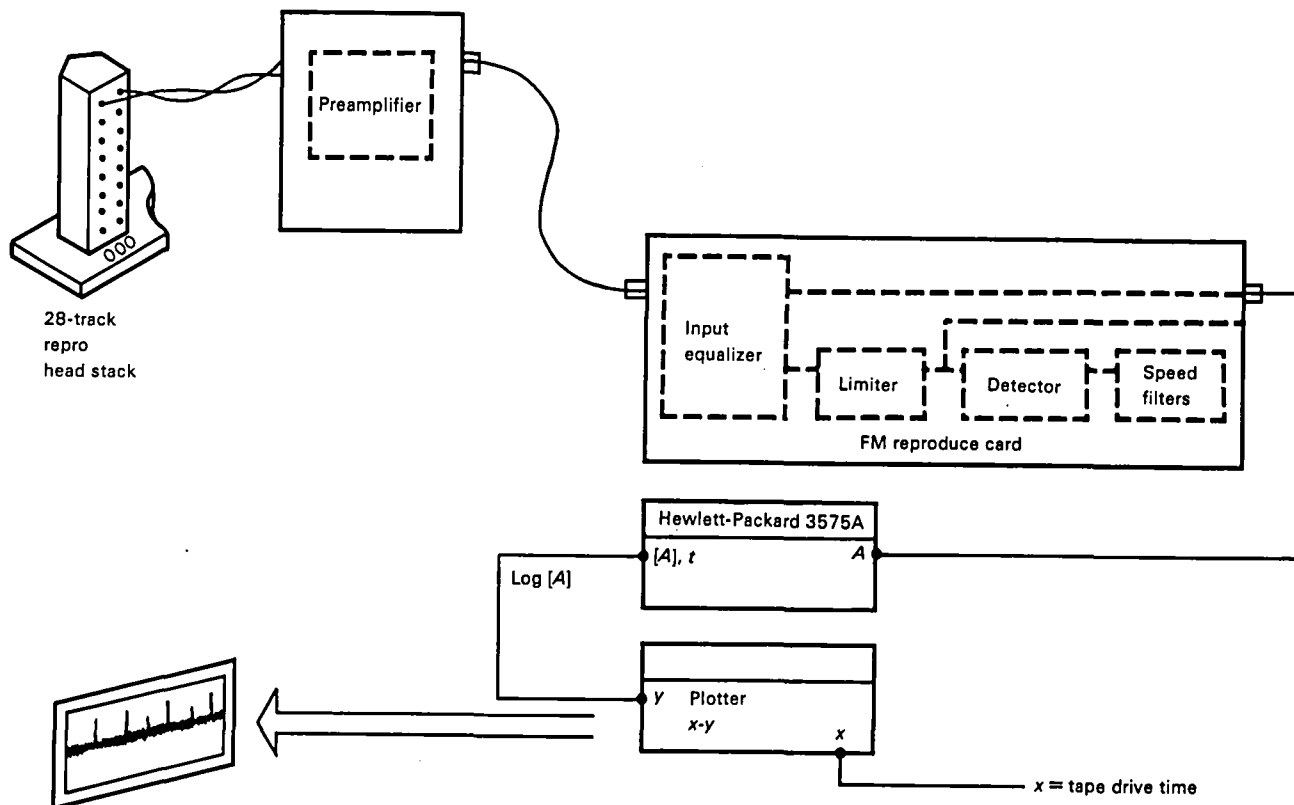 Preamplifier
28-track
repro
head stack
Input
equalizer
Limiter
Detector
Speed
filters
FM reproduce card
Hewlett-Packard 3575A
[A], t
A
Log [A]
y
Plotter
x-y
x
x = tape drive time